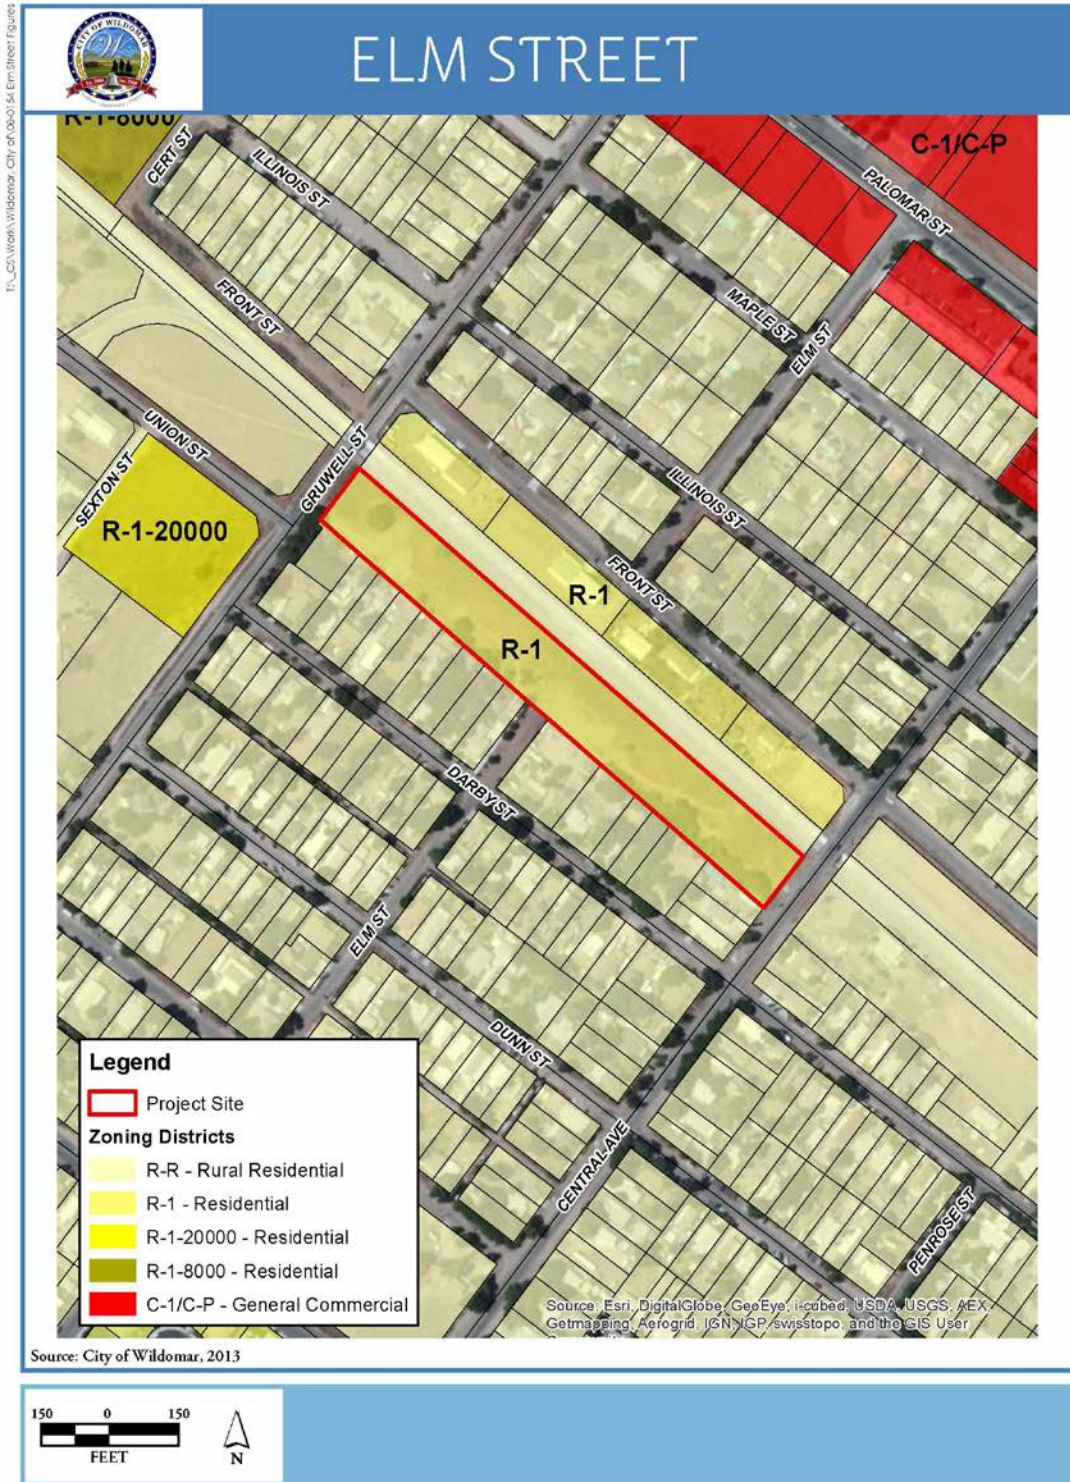 CITY OF WILDOMAR
ELM STREET
R-1-8000
C-1/C-P
CERT ST
ILLINOIS ST
PALOMAR ST
FRONT ST
MAPLE ST
ELM ST
UNION ST
GRUWELL ST
SEXTON ST
ILLINOIS ST
R-1-20000
FRONT ST
R-1
R-1
DARBY ST
ELM ST
DUNN ST
CENTRAL AVE
PENROSE ST
Legend
Project Site
Zoning Districts
R-R - Rural Residential
R-1 - Residential
R-1-20000 - Residential
R-1-8000 - Residential
C-1/C-P - General Commercial
Source: Esri, DigitalGlobe, GeoEye, i-cubed, USDA, USGS, AEX,
Getmapping, Aerogrid, IGN, IGP, swisstopo, and the GIS User
Source: City of Wildomar, 2013
150 0 150
FEET
N